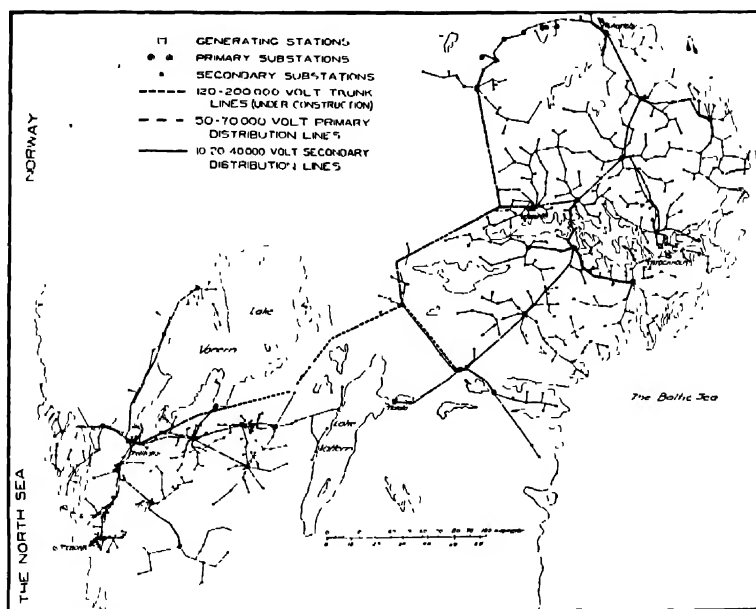 GENERATING STATIONS
PRIMARY SUBSTATIONS
SECONDARY SUBSTATIONS
120-200 000 VOLT TRUNK
LINES (UNDER CONSTRUCTION)
50-70 000 VOLT PRIMARY
DISTRIBUTION LINES
10-20-40 000 VOLT SECONDARY
DISTRIBUTION LINES
NORWAY
Lake
Vänern
The Baltic Sea
Lake
Vättern
THE NORTH SEA